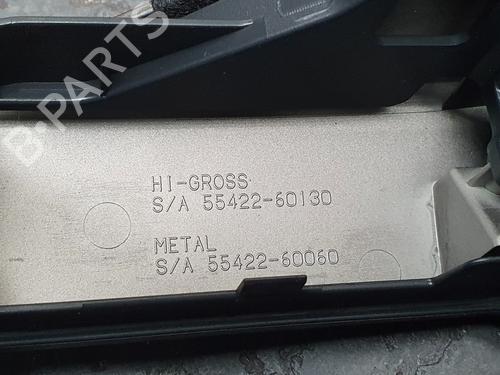 B-PARTS
HI-GROSS
S/A 55422-60130
METAL
S/A 55422-60060